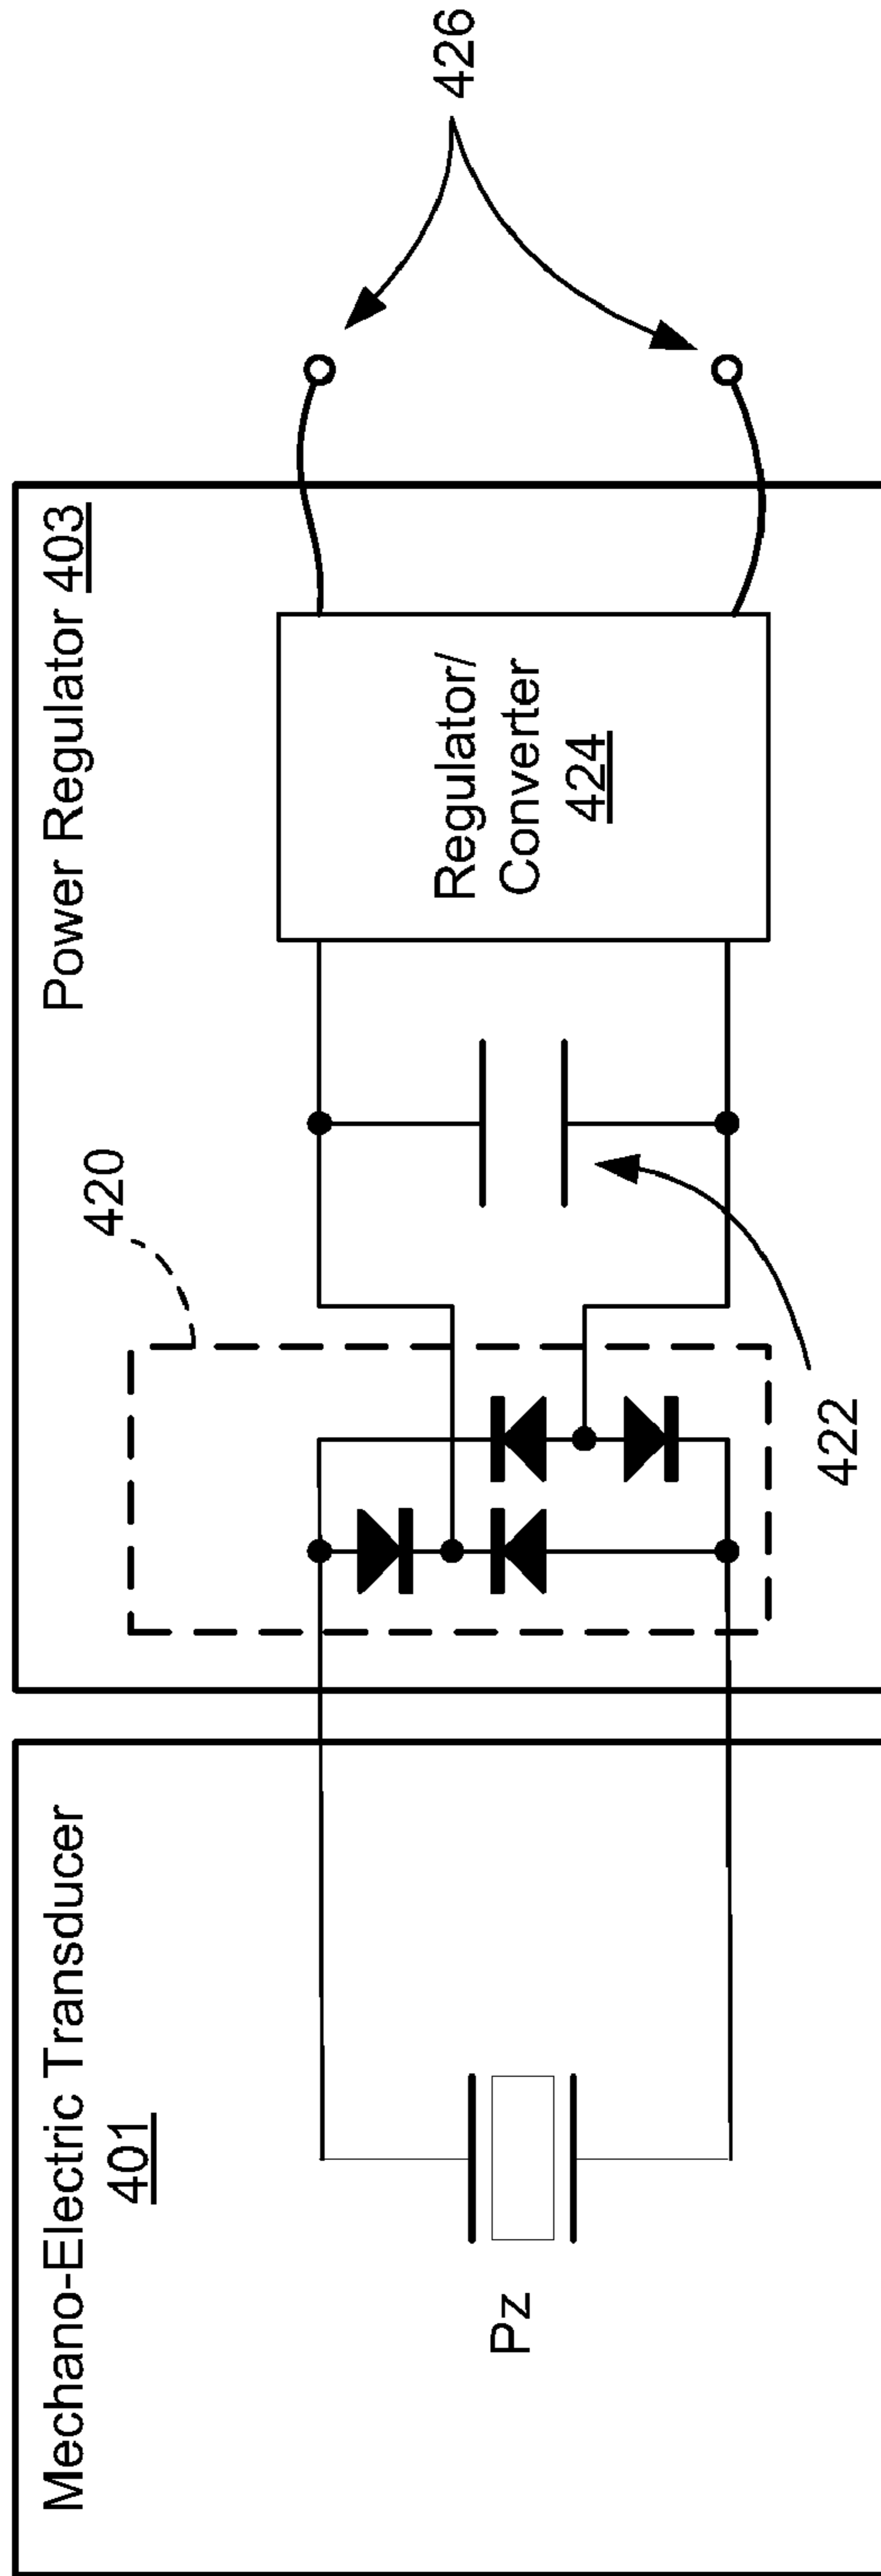 Mechano-Electric Transducer
401
Pz
Power Regulator 403
420
422
Regulator/
Converter
424
426